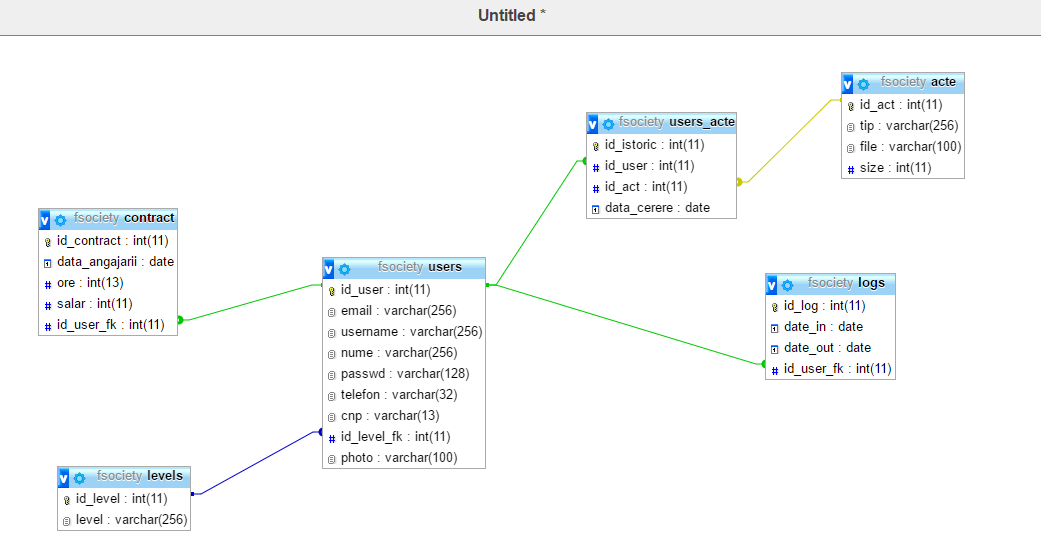 Untitled *
fsociety acte
id_act : int(11)
tip : varchar(256)
file : varchar(100)
size : int(11)
fsociety users_acte
id_istoric : int(11)
id_user : int(11)
id_act : int(11)
data_cerere : date
fsociety contract
id_contract : int(11)
data_angajarii : date
ore : int(13)
salar : int(11)
id_user_fk : int(11)
fsociety users
id_user : int(11)
email : varchar(256)
username : varchar(256)
nume : varchar(256)
passwd : varchar(128)
telefon : varchar(32)
cnp : varchar(13)
id_level_fk : int(11)
photo : varchar(100)
fsociety logs
id_log : int(11)
date_in : date
date_out : date
id_user_fk : int(11)
fsociety levels
id_level : int(11)
level : varchar(256)